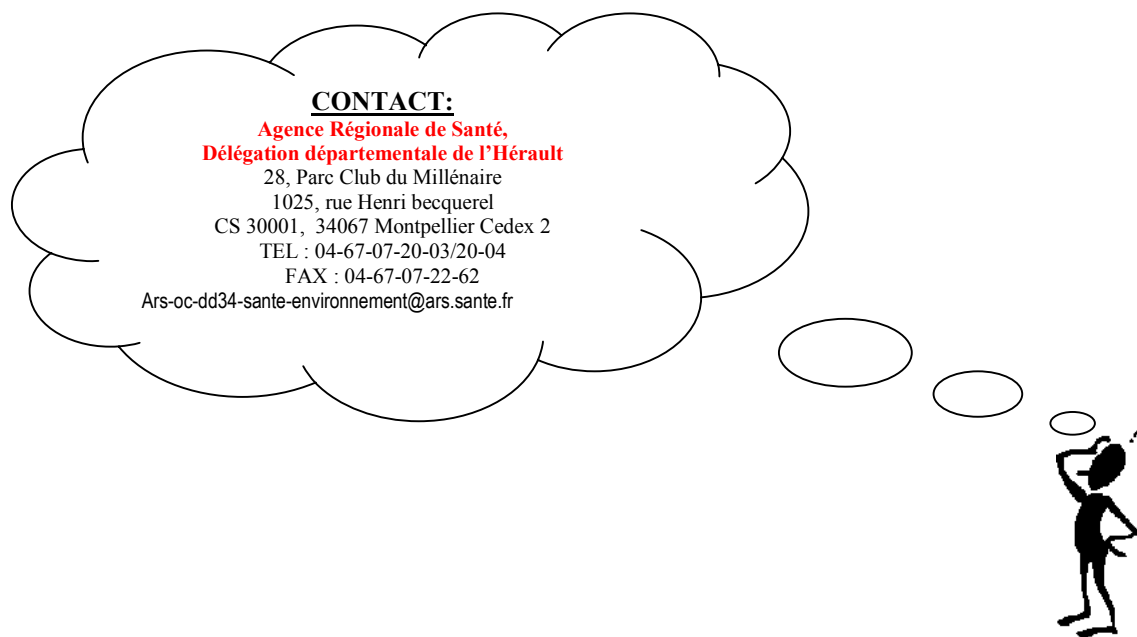 CONTACT:
Agence Régionale de Santé,
Délégation départementale de l’Hérault
28, Parc Club du Millénaire
1025, rue Henri becquerel
CS 30001, 34067 Montpellier Cedex 2
TEL : 04-67-07-20-03/20-04
FAX : 04-67-07-22-62
Ars-oc-dd34-sante-environnement@ars.sante.fr